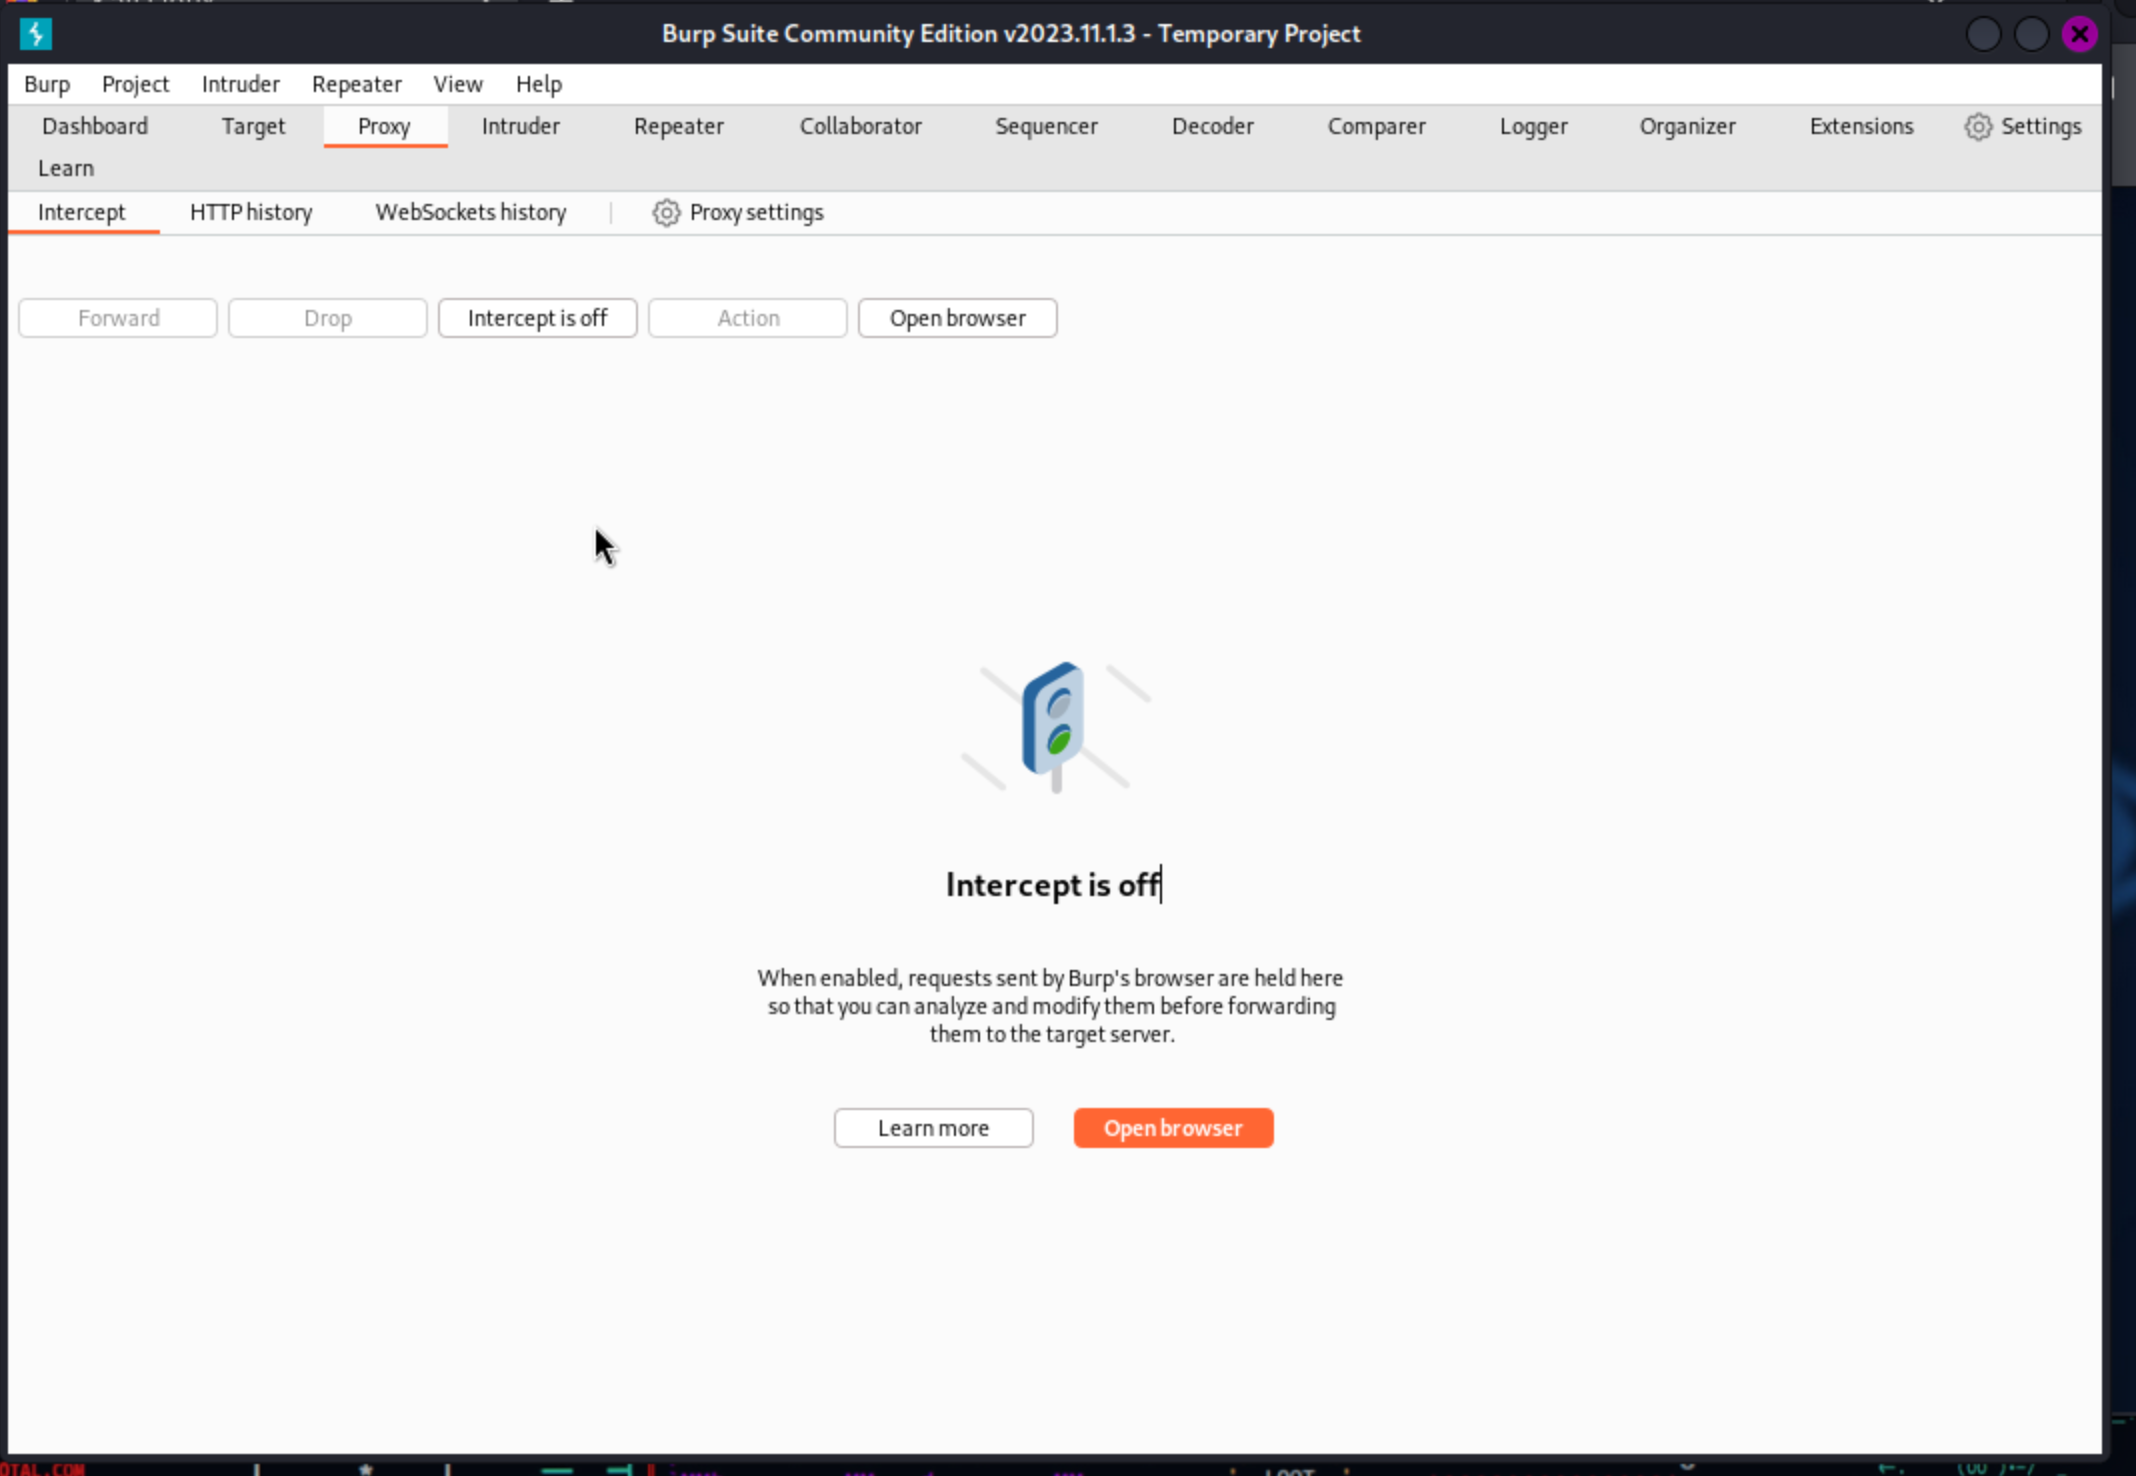 Burp Suite Community Edition v2023.11.1.3 - Temporary Project
Burp Project Intruder Repeater View Help
Dashboard Target Proxy Intruder Repeater Collaborator Sequencer Decoder Comparer Logger Organizer Extensions Settings
Learn
Intercept HTTP history WebSockets history Proxy settings
Forward Drop Intercept is off Action Open browser
Intercept is off
When enabled, requests sent by Burp's browser are held here
so that you can analyze and modify them before forwarding
them to the target server.
Learn more Open browser